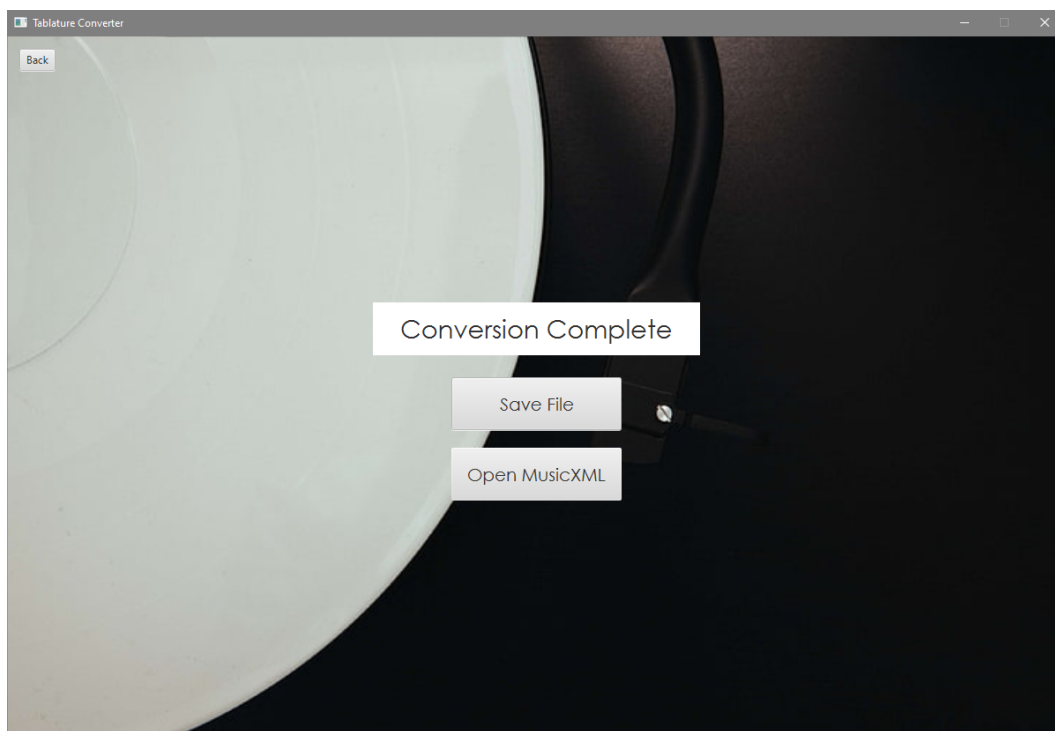 Tablature Converter
Back
Conversion Complete
Save File
Open MusicXML